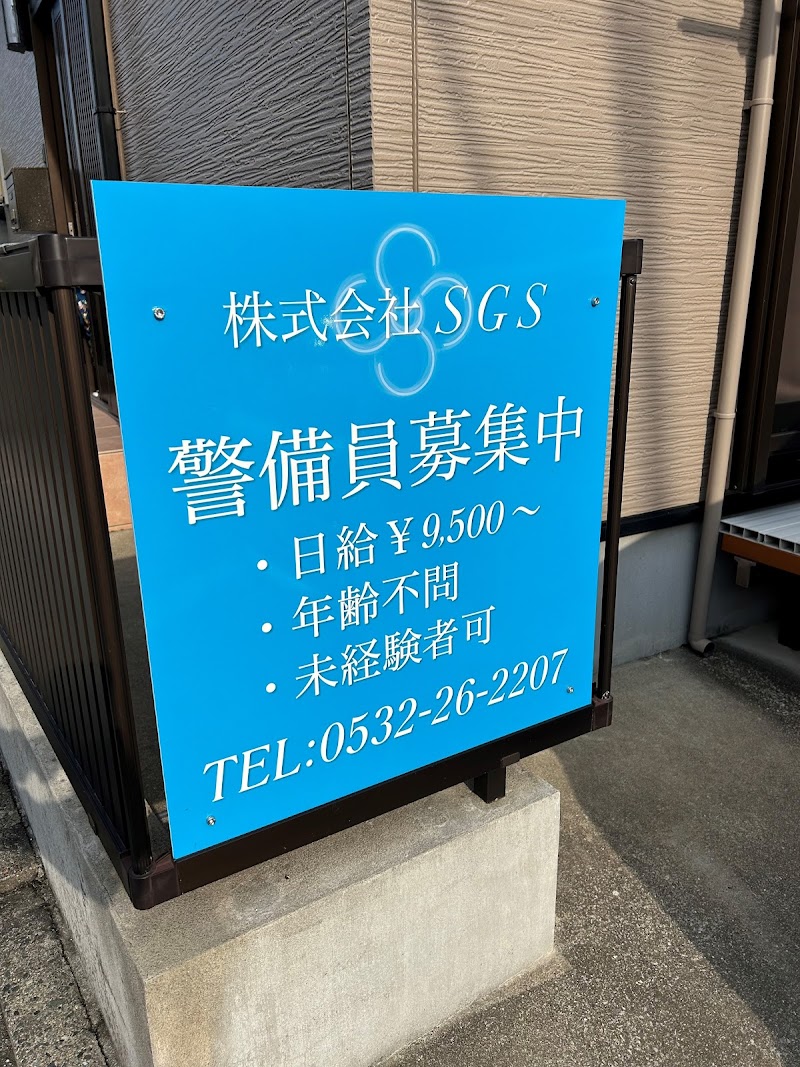 株式会社SGS
警備員募集中
・日給¥9,500〜
・年齢不問
・未経験者可
TEL:0532-26-2207